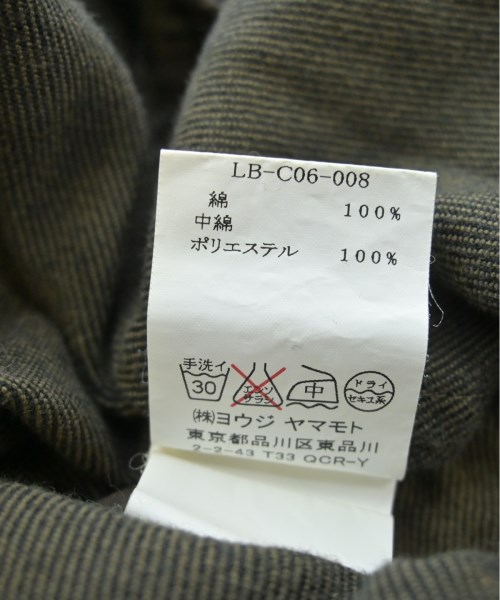 LB-C06-008
綿 100%
中綿
ポリエステル 100%
手洗イ 30 エンソサラシ 中 ドライ セキユ系
(株)ヨウジ ヤマモト
東京都品川区東品川
2-2-43 T33 QCR-Y